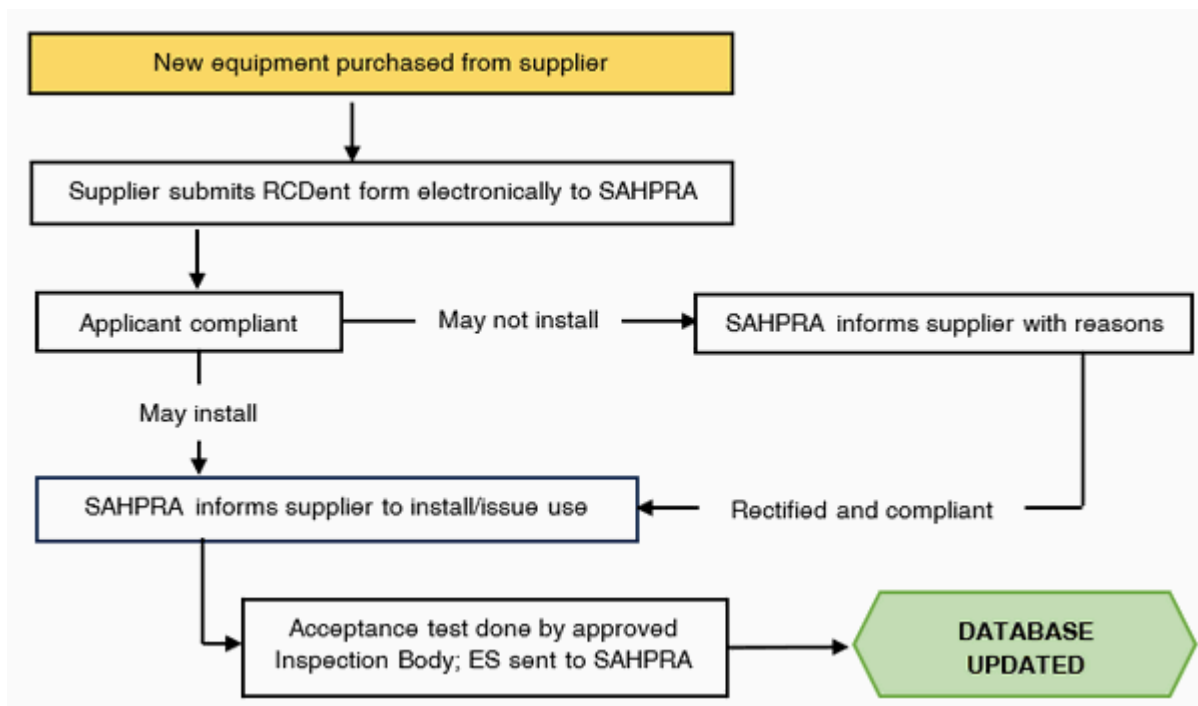 New equipment purchased from supplier
Supplier submits RCDent form electronically to SAHPRA
Applicant compliant
May not install
SAHPRA informs supplier with reasons
May install
SAHPRA informs supplier to install/issue use
Rectified and compliant
Acceptance test done by approved
Inspection Body; ES sent to SAHPRA
DATABASE
UPDATED